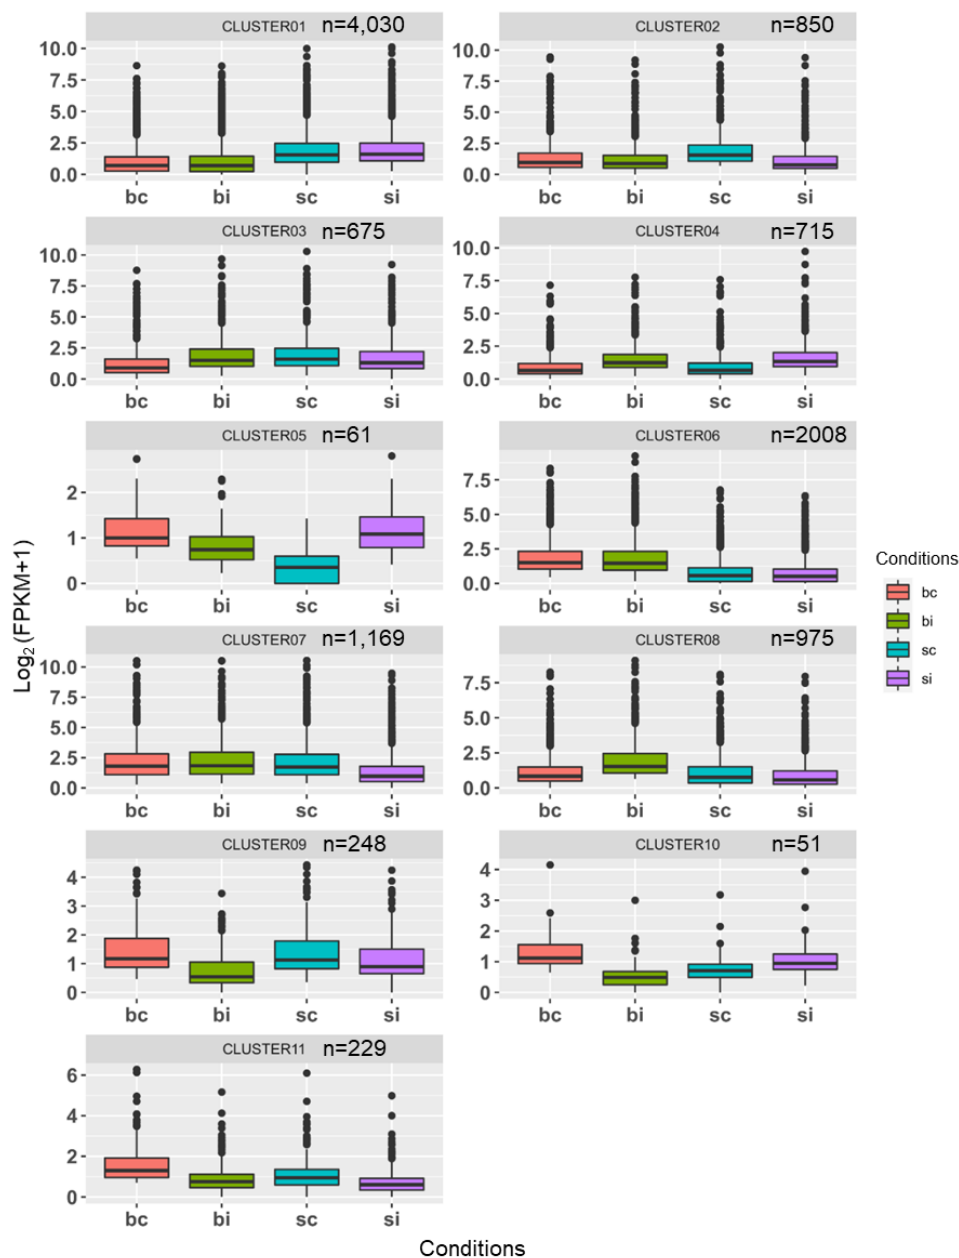 CLUSTER01 n=4,030
10.0
7.5
5.0
2.5
0.0
bc bi sc si
CLUSTER02 n=850
10.0
7.5
5.0
2.5
0.0
bc bi sc si
CLUSTER03 n=675
10.0
7.5
5.0
2.5
0.0
bc bi sc si
CLUSTER04 n=715
10.0
7.5
5.0
2.5
0.0
bc bi sc si
CLUSTER05 n=61
2
1
0
bc bi sc si
CLUSTER06 n=2008
7.5
5.0
2.5
0.0
bc bi sc si
CLUSTER07 n=1,169
10.0
7.5
5.0
2.5
0.0
bc bi sc si
CLUSTER08 n=975
7.5
5.0
2.5
0.0
bc bi sc si
CLUSTER09 n=248
4
3
2
1
0
bc bi sc si
CLUSTER10 n=51
4
3
2
1
0
bc bi sc si
CLUSTER11 n=229
6
4
2
0
bc bi sc si
Log₂(FPKM+1)
Conditions
Conditions
bc
bi
sc
si